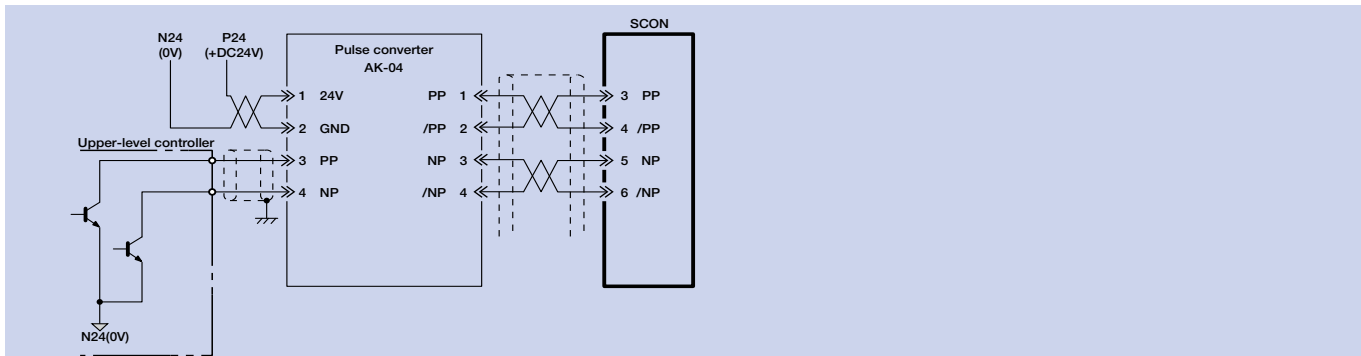 SCON
N24
(0V)
P24
(+DC24V)
Pulse converter
AK-04
1 24V
PP 1
3 PP
2 GND
/PP 2
4 /PP
Upper-level controller
3 PP
NP 3
5 NP
4 NP
/NP 4
6 /NP
N24(0V)